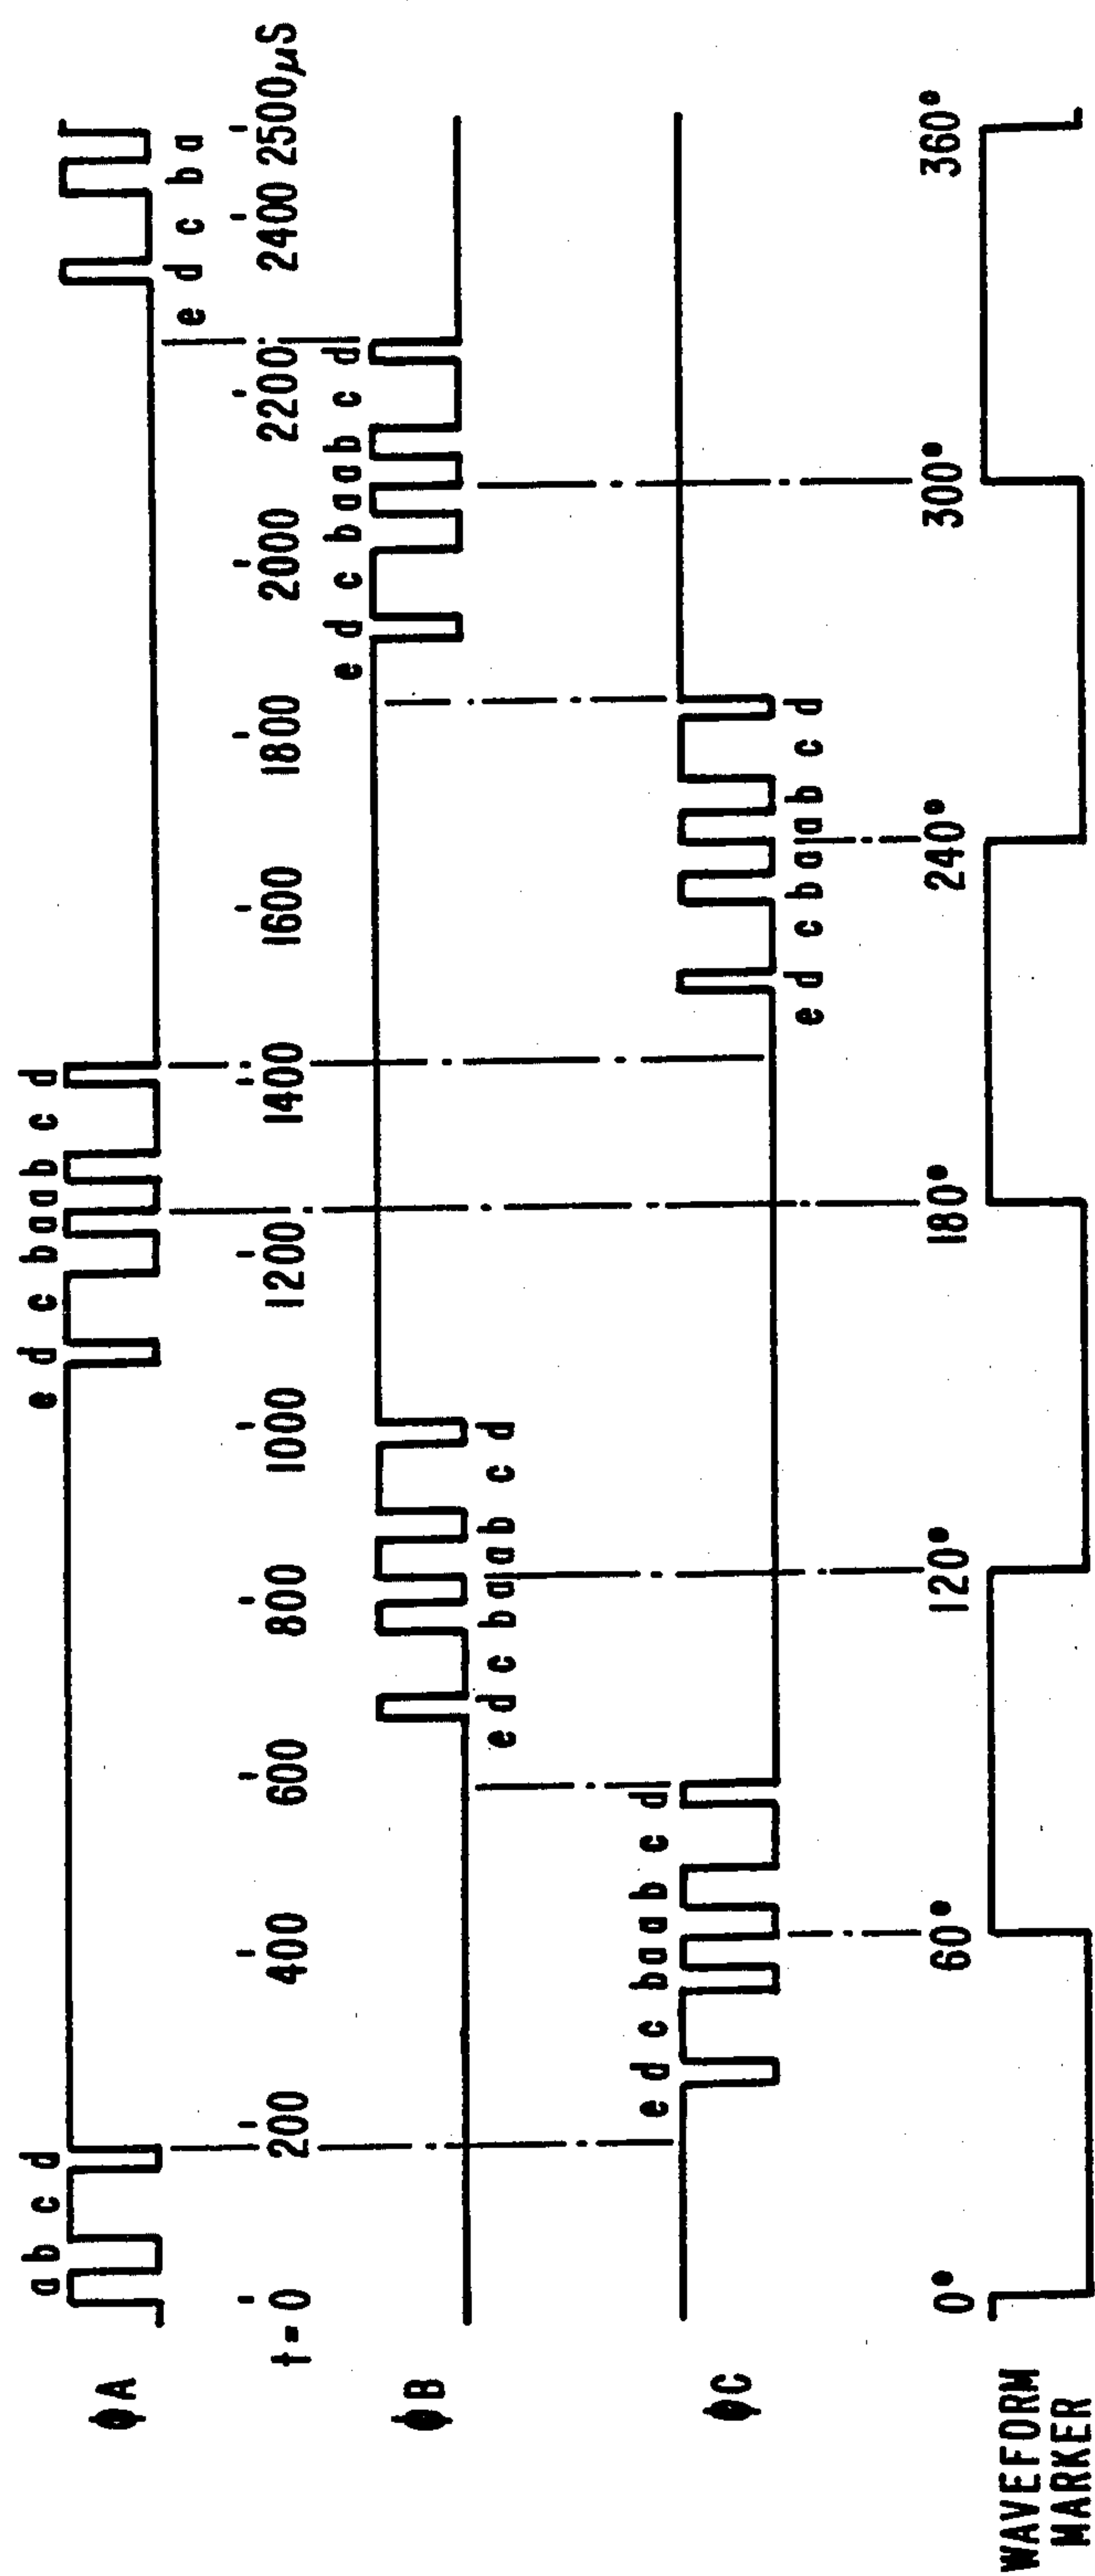 a b c d e d c b a a b c d
ΦA
e d c b a
t=0 200 400 600 800 1000 1200 1400 1600 1800 2000 2200 2400 2500μS
e d c b a a b c d
ΦB
e d c b a a b c d
e d c b a a b c d
ΦC
e d c b a a b c d
0° 60° 120° 180° 240° 300° 360°
WAVEFORM
MARKER